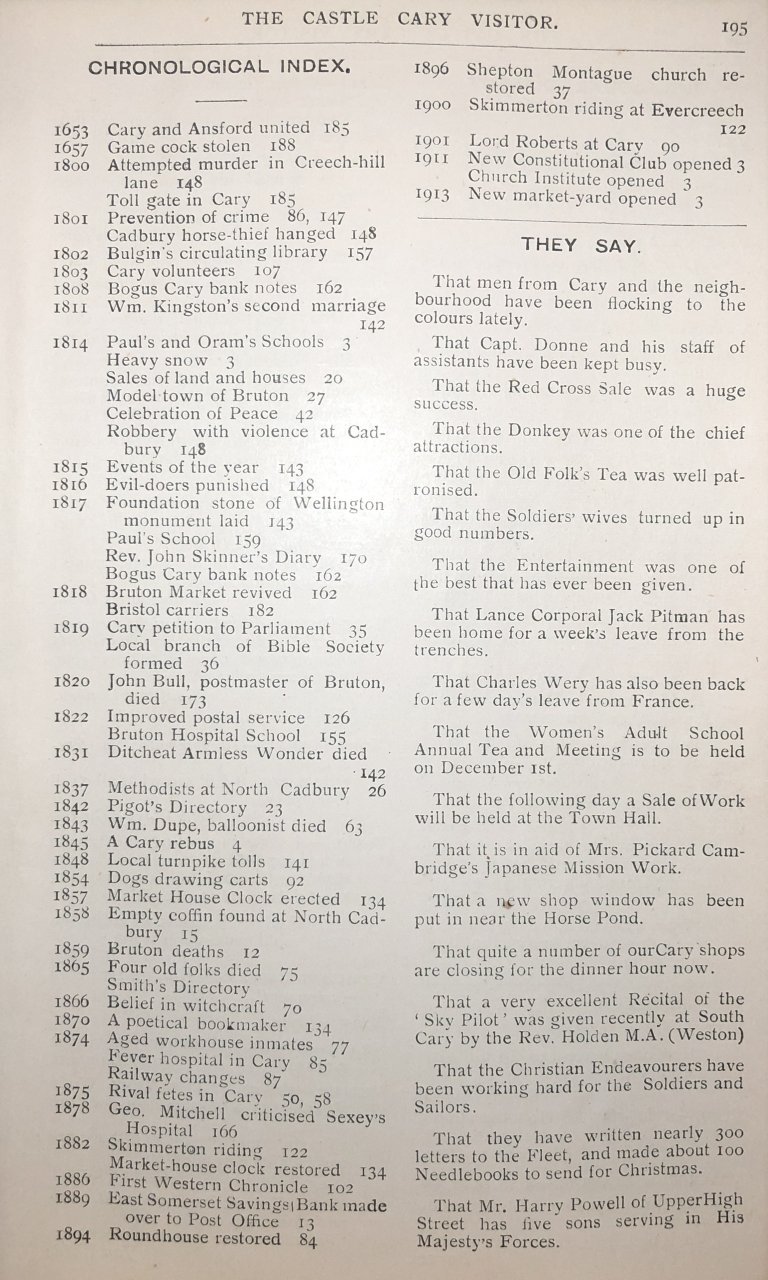 THE CASTLE CARY VISITOR.
195
CHRONOLOGICAL INDEX.
1653 Cary and Ansford united 185
1657 Game cock stolen 188
1800 Attempted murder in Creech-hill
lane 148
Toll gate in Cary 185
1801 Prevention of crime 86, 147
Cadbury horse-thief hanged 148
1802 Bulgin's circulating library 157
1803 Cary volunteers 107
1808 Bogus Cary bank notes 162
1811 Wm. Kingston's second marriage
142
1814 Paul's and Oram's Schools 3
Heavy snow 3
Sales of land and houses 20
Model town of Bruton 27
Celebration of Peace 42
Robbery with violence at Cad-
bury 148
1815 Events of the year 143
1816 Evil-doers punished 148
1817 Foundation stone of Wellington
monument laid 143
Paul's School 159
Rev. John Skinner's Diary 170
Bogus Cary bank notes 162
1818 Bruton Market revived 162
Bristol carriers 182
1819 Cary petition to Parliament 35
Local branch of Bible Society
formed 36
1820 John Bull, postmaster of Bruton,
died 173
1822 Improved postal service 126
Bruton Hospital School 155
1831 Ditcheat Armless Wonder died
142
1837 Methodists at North Cadbury 26
1842 Pigot's Directory 23
1843 Wm. Dupe, balloonist died 63
1845 A Cary rebus 4
1848 Local turnpike tolls 141
1854 Dogs drawing carts 92
1857 Market House Clock erected 134
1858 Empty coffin found at North Cad-
bury 15
1859 Bruton deaths 12
1865 Four old folks died 75
Smith's Directory
1866 Belief in witchcraft 70
1870 A poetical bookmaker 134
1874 Aged workhouse inmates 77
Fever hospital in Cary 85
Railway changes 87
1875 Rival fetes in Cary 50, 58
1878 Geo. Mitchell criticised Sexey's
Hospital 166
1882 Skimmerton riding 122
Market-house clock restored 134
1886 First Western Chronicle 102
1889 East Somerset Savings Bank made
over to Post Office 13
1894 Roundhouse restored 84
1896 Shepton Montague church re-
stored 37
1900 Skimmerton riding at Evercreech
122
1901 Lord Roberts at Cary 90
1911 New Constitutional Club opened 3
Church Institute opened 3
1913 New market-yard opened 3
THEY SAY.
That men from Cary and the neigh-
bourhood have been flocking to the
colours lately.
That Capt. Donne and his staff of
assistants have been kept busy.
That the Red Cross Sale was a huge
success.
That the Donkey was one of the chief
attractions.
That the Old Folk's Tea was well pat-
ronised.
That the Soldiers' wives turned up in
good numbers.
That the Entertainment was one of
the best that has ever been given.
That Lance Corporal Jack Pitman has
been home for a week's leave from the
trenches.
That Charles Wery has also been back
for a few day's leave from France.
That the Women's Adult School
Annual Tea and Meeting is to be held
on December 1st.
That the following day a Sale of Work
will be held at the Town Hall.
That it is in aid of Mrs. Pickard Cam-
bridge's Japanese Mission Work.
That a new shop window has been
put in near the Horse Pond.
That quite a number of ourCary shops
are closing for the dinner hour now.
That a very excellent Recital of the
'Sky Pilot' was given recently at South
Cary by the Rev. Holden M.A. (Weston)
That the Christian Endeavourers have
been working hard for the Soldiers and
Sailors.
That they have written nearly 300
letters to the Fleet, and made about 100
Needlebooks to send for Christmas.
That Mr. Harry Powell of UpperHigh
Street has five sons serving in His
Majesty's Forces.